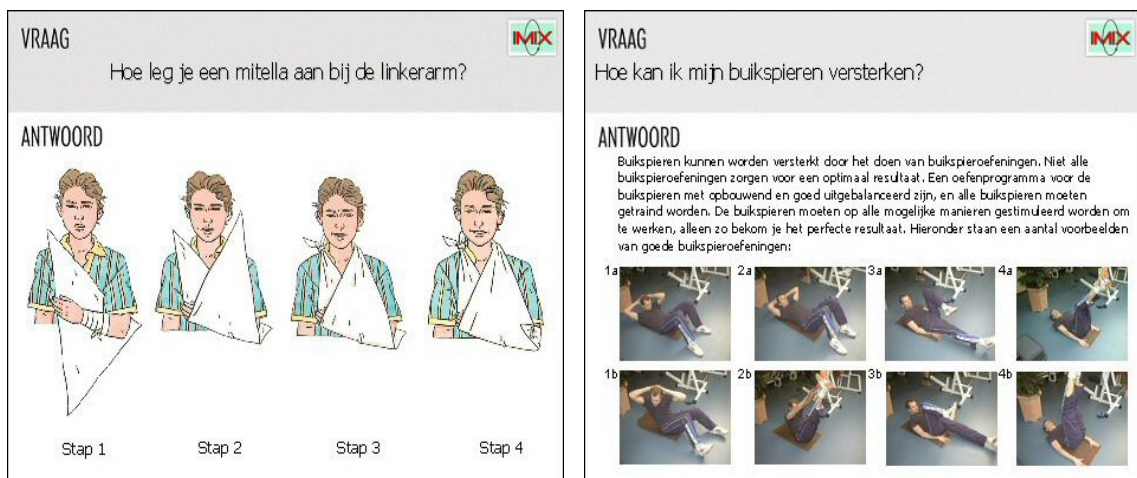 VRAAG
IMIX
Hoe leg je een mitella aan bij de linkerarm?
ANTWOORD
Stap 1
Stap 2
Stap 3
Stap 4
VRAAG
IMIX
Hoe kan ik mijn buikspieren versterken?
ANTWOORD
Buikspieren kunnen worden versterkt door het doen van buikspieroefeningen. Niet alle
buikspieroefeningen zorgen voor een optimaal resultaat. Een oefenprogramma voor de
buikspieren met opbouwend en goed uitgebalanceerd zijn, en alle buikspieren moeten
getraind worden. De buikspieren moeten op alle mogelijke manieren gestimuleerd worden om
te werken, alleen zo bekom je het perfecte resultaat. Hieronder staan een aantal voorbeelden
van goede buikspieroefeningen:
1a
2a
3a
4a
1b
2b
3b
4b